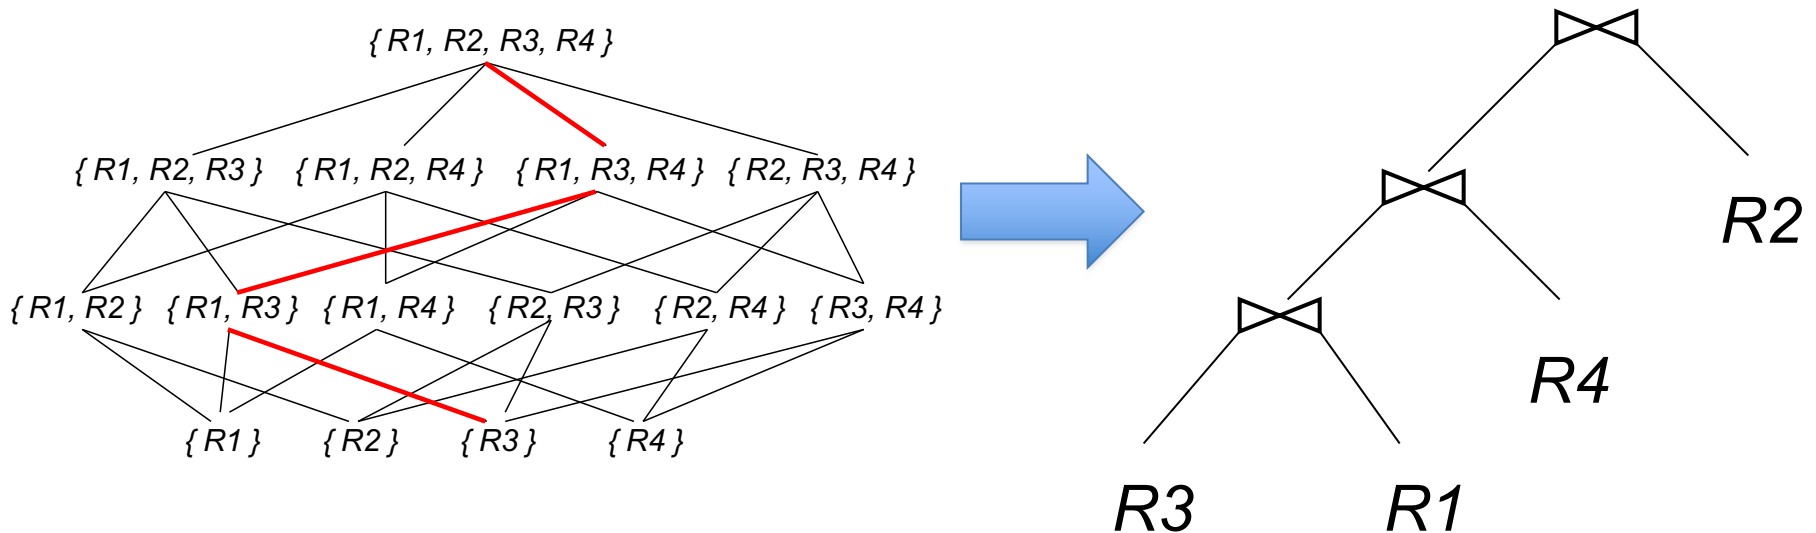 { R1, R2, R3, R4 }
{ R1, R2, R3 } { R1, R2, R4 } { R1, R3, R4 } { R2, R3, R4 }
{ R1, R2 } { R1, R3 } { R1, R4 } { R2, R3 } { R2, R4 } { R3, R4 }
{ R1 } { R2 } { R3 } { R4 }
R2
R4
R3 R1